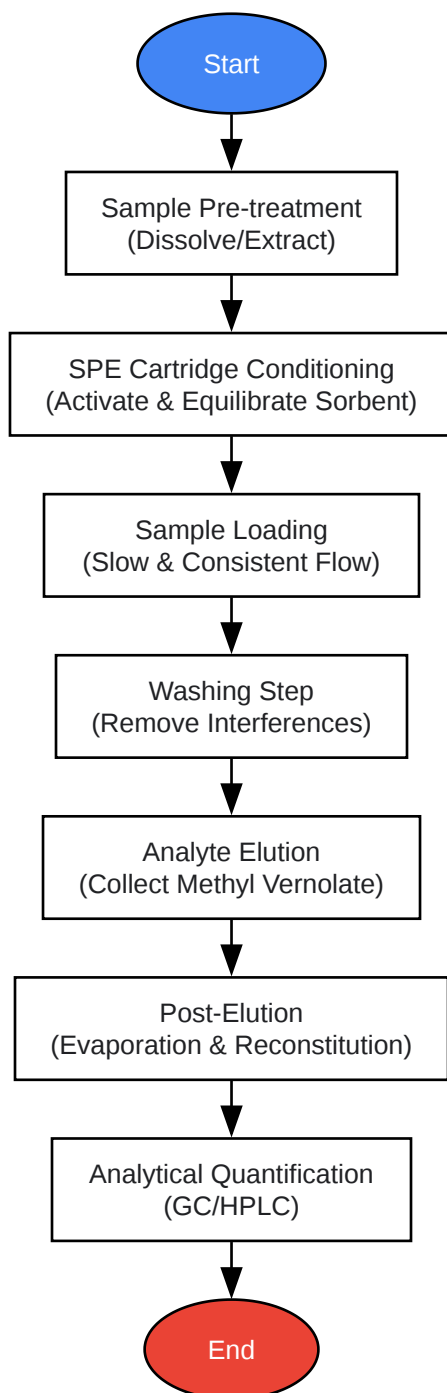 Start
Sample Pre-treatment
(Dissolve/Extract)
SPE Cartridge Conditioning
(Activate & Equilibrate Sorbent)
Sample Loading
(Slow & Consistent Flow)
Washing Step
(Remove Interferences)
Analyte Elution
(Collect Methyl Vernolate)
Post-Elution
(Evaporation & Reconstitution)
Analytical Quantification
(GC/HPLC)
End